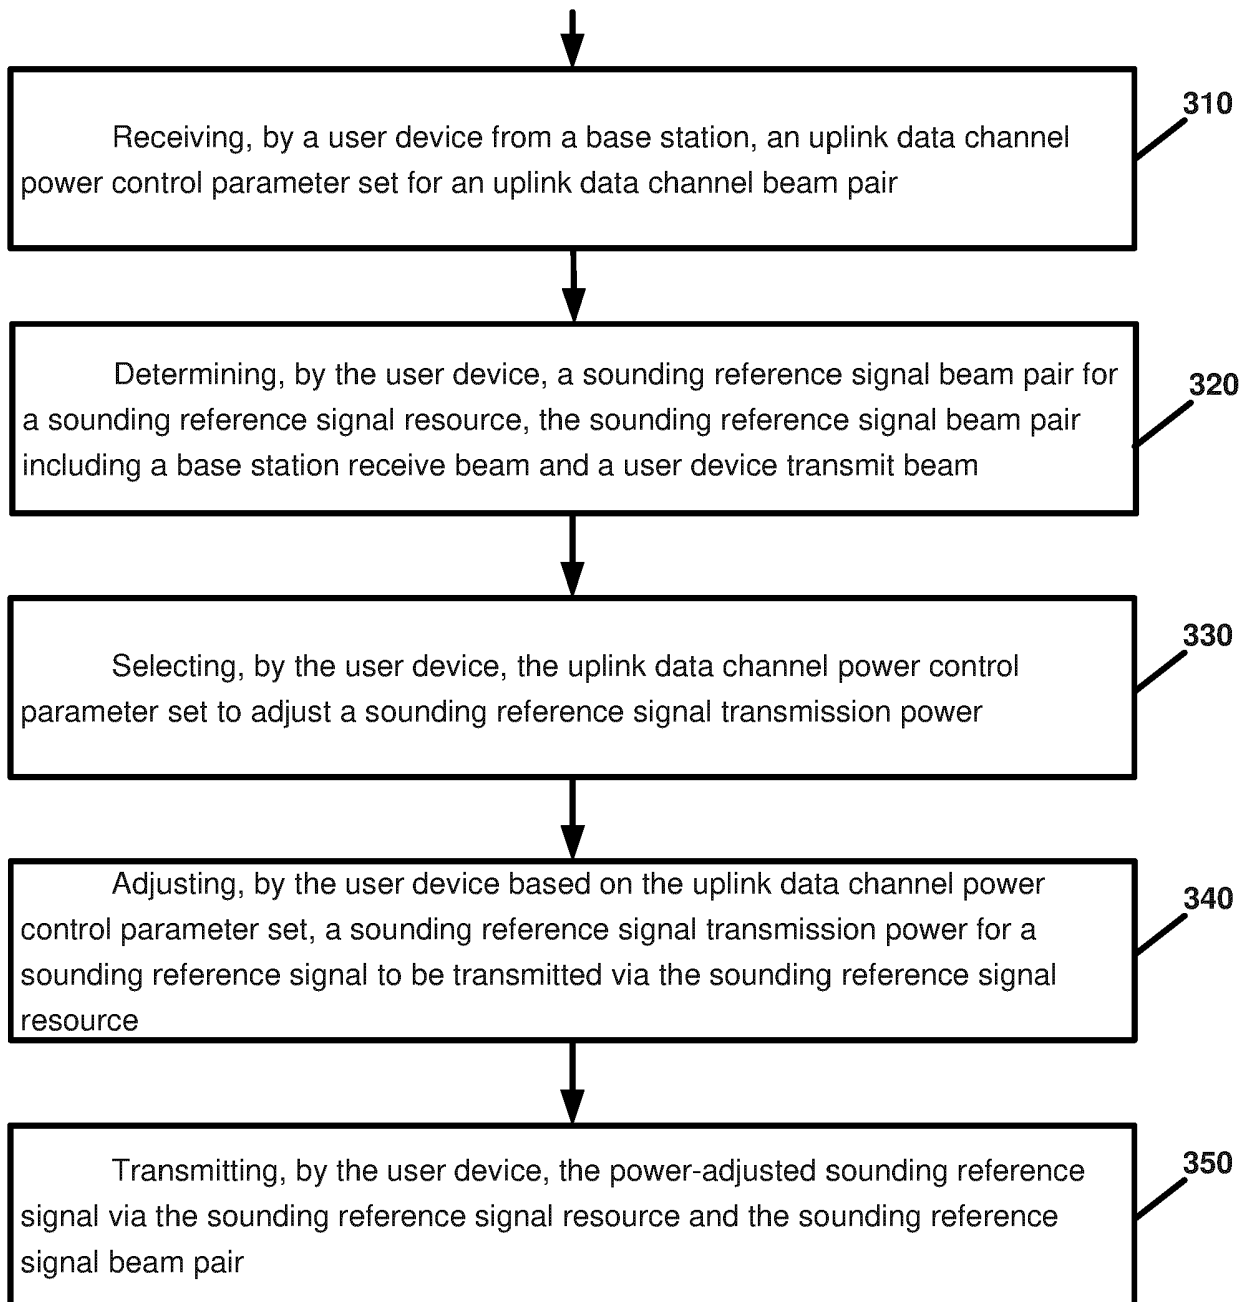 Receiving, by a user device from a base station, an uplink data channel
power control parameter set for an uplink data channel beam pair
310
Determining, by the user device, a sounding reference signal beam pair for
a sounding reference signal resource, the sounding reference signal beam pair
including a base station receive beam and a user device transmit beam
320
Selecting, by the user device, the uplink data channel power control
parameter set to adjust a sounding reference signal transmission power
330
Adjusting, by the user device based on the uplink data channel power
control parameter set, a sounding reference signal transmission power for a
sounding reference signal to be transmitted via the sounding reference signal
resource
340
Transmitting, by the user device, the power-adjusted sounding reference
signal via the sounding reference signal resource and the sounding reference
signal beam pair
350